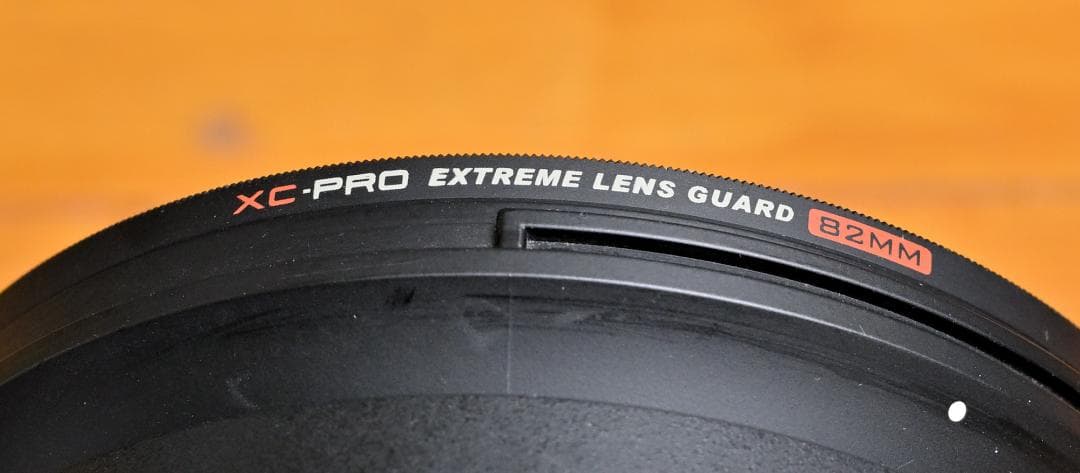 XC-PRO EXTREME LENS GUARD 82MM